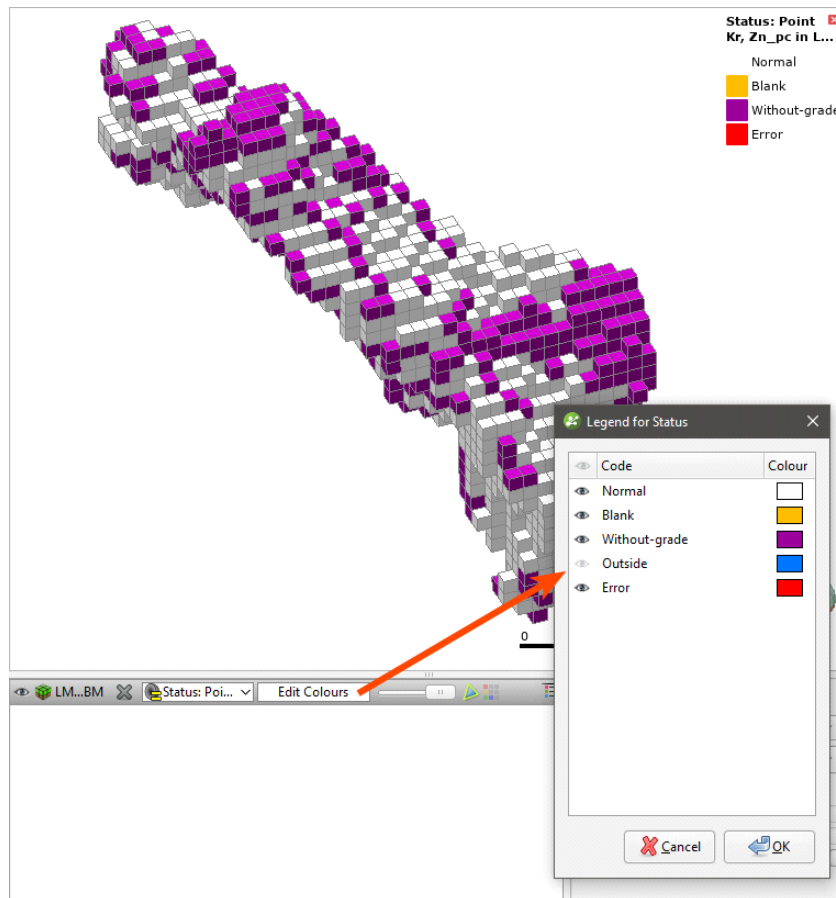 Status: Point
Kr, Zn_pc in L...
Normal
Blank
Without-grade
Error
Legend for Status
Code Colour
Normal
Blank
Without-grade
Outside
Error
0
LM...BM Status: Poi... Edit Colours
Cancel OK